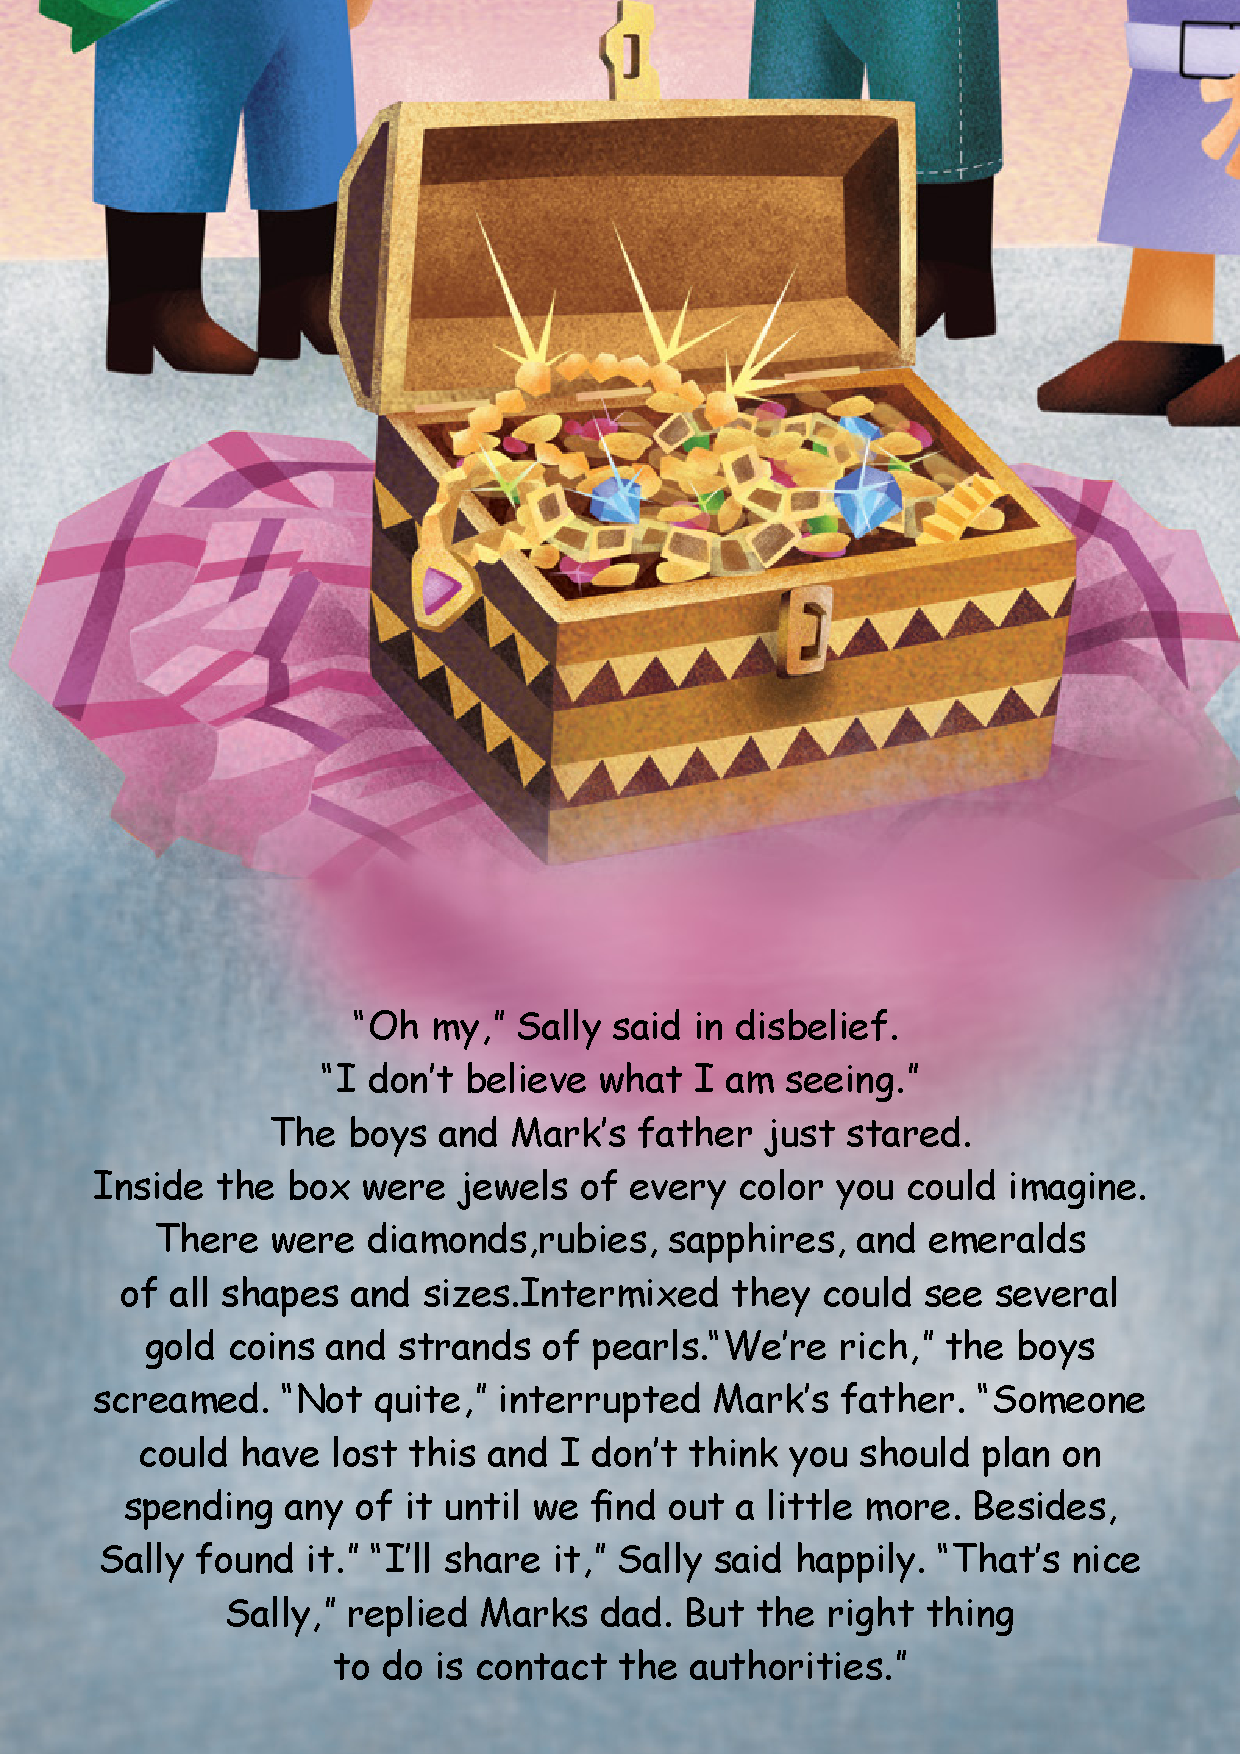 “Oh my,” Sally said in disbelief.
“I don’t believe what I am seeing.”
The boys and Mark’s father just stared.
Inside the box were jewels of every color you could imagine.
There were diamonds,rubies, sapphires, and emeralds
of all shapes and sizes.Intermixed they could see several
gold coins and strands of pearls.“We’re rich,” the boys
screamed. “Not quite,” interrupted Mark’s father. “Someone
could have lost this and I don’t think you should plan on
spending any of it until we find out a little more. Besides,
Sally found it.” “I’ll share it,” Sally said happily. “That’s nice
Sally,” replied Marks dad. But the right thing
to do is contact the authorities.”